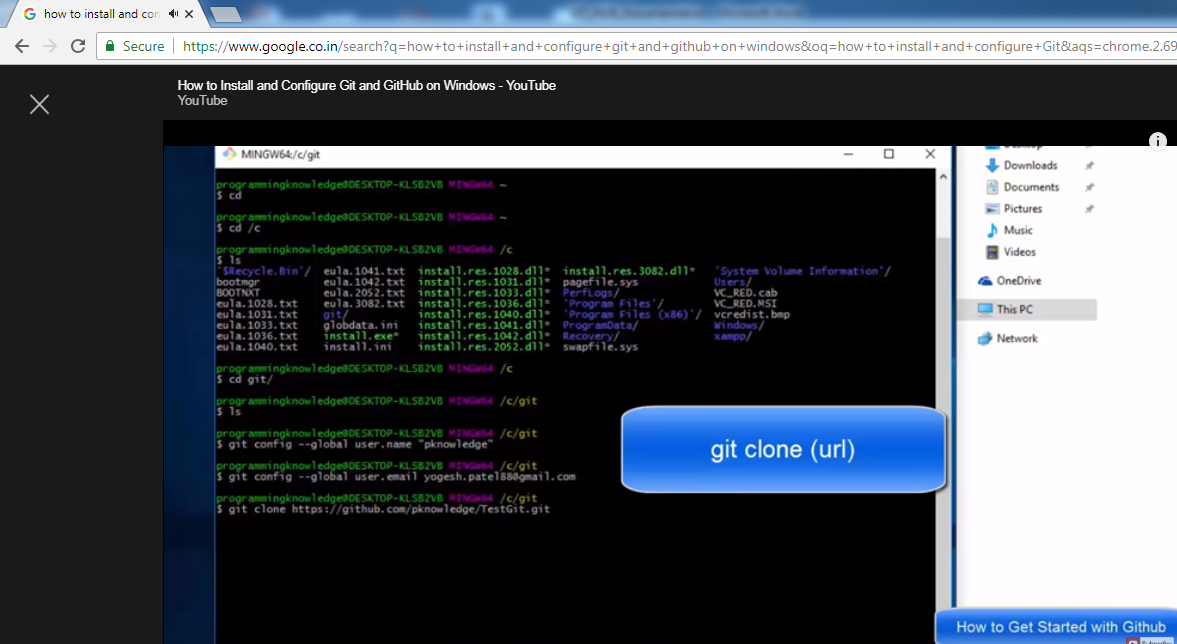 how to install and con
Secure
https://www.google.co.in/search?q=how+to+install+and+configure+git+and+github+on+windows&oq=how+to+install+and+configure+Git&aqs=chrome.2.69
How to Install and Configure Git and GitHub on Windows - YouTube
YouTube
MINGW64:/c/git
programmingknowledge@DESKTOP-KLSB2VB MINGW64 ~
$ cd
programmingknowledge@DESKTOP-KLSB2VB MINGW64 ~
$ cd /c
programmingknowledge@DESKTOP-KLSB2VB MINGW64 /c
$ ls
'$Recycle.Bin'/ eula.1041.txt install.res.1028.dll* install.res.3082.dll* 'System Volume Information'/
bootmgr eula.1042.txt install.res.1031.dll* pagefile.sys Users/
BOOTNXT eula.2052.txt install.res.1033.dll* PerfLogs/ VC_RED.cab
eula.1028.txt eula.3082.txt install.res.1036.dll* 'Program Files'/ VC_RED.MSI
eula.1031.txt git/ install.res.1040.dll* 'Program Files (x86)'/ vcredist.bmp
eula.1033.txt globdata.ini install.res.1041.dll* ProgramData/ Windows/
eula.1036.txt install.exe* install.res.1042.dll* Recovery/ xampp/
eula.1040.txt install.ini install.res.2052.dll* swapfile.sys
programmingknowledge@DESKTOP-KLSB2VB MINGW64 /c
$ cd git/
programmingknowledge@DESKTOP-KLSB2VB MINGW64 /c/git
$ ls
programmingknowledge@DESKTOP-KLSB2VB MINGW64 /c/git
$ git config --global user.name "pknowledge"
programmingknowledge@DESKTOP-KLSB2VB MINGW64 /c/git
$ git config --global user.email yogesh.patel88@gmail.com
programmingknowledge@DESKTOP-KLSB2VB MINGW64 /c/git
$ git clone https://github.com/pknowledge/TestGit.git
git clone (url)
Desktop
Downloads
Documents
Pictures
Music
Videos
OneDrive
This PC
Network
How to Get Started with Github